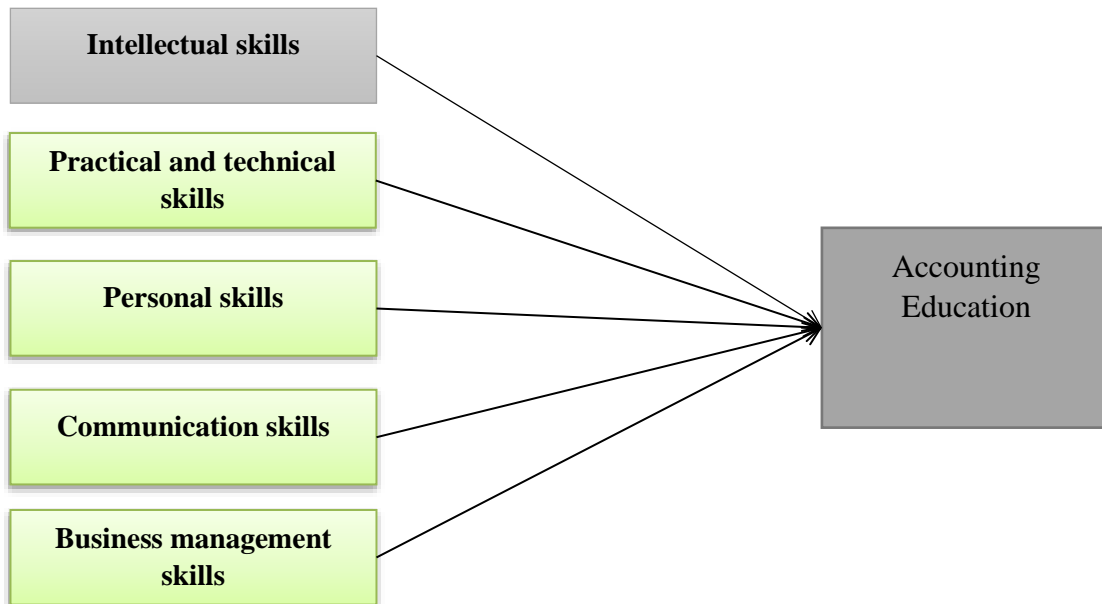 Intellectual skills
Practical and technical
skills
Personal skills
Communication skills
Business management
skills
Accounting
Education